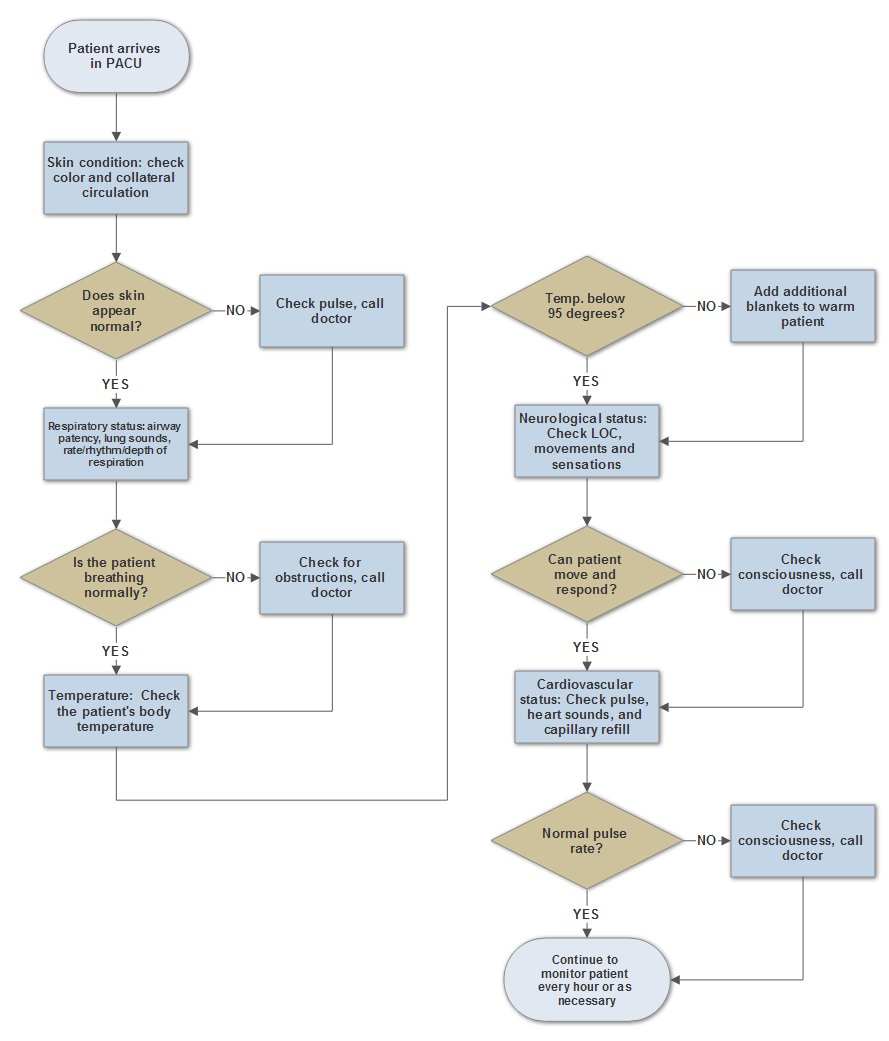 Patient arrives
in PACU
Skin condition: check
color and collateral
circulation
Does skin
appear
normal?
NO
Check pulse, call
doctor
YES
Respiratory status: airway
patency, lung sounds,
rate/rhythm/depth of
respiration
Is the patient
breathing
normally?
NO
Check for
obstructions, call
doctor
YES
Temperature:  Check
the patient's body
temperature
Temp. below
95 degrees?
NO
Add additional
blankets to warm
patient
YES
Neurological status:
Check LOC,
movements and
sensations
Can patient
move and
respond?
NO
Check
consciousness, call
doctor
YES
Cardiovascular
status: Check pulse,
heart sounds, and
capillary refill
Normal pulse
rate?
NO
Check
consciousness, call
doctor
YES
Continue to
monitor patient
every hour or as
necessary